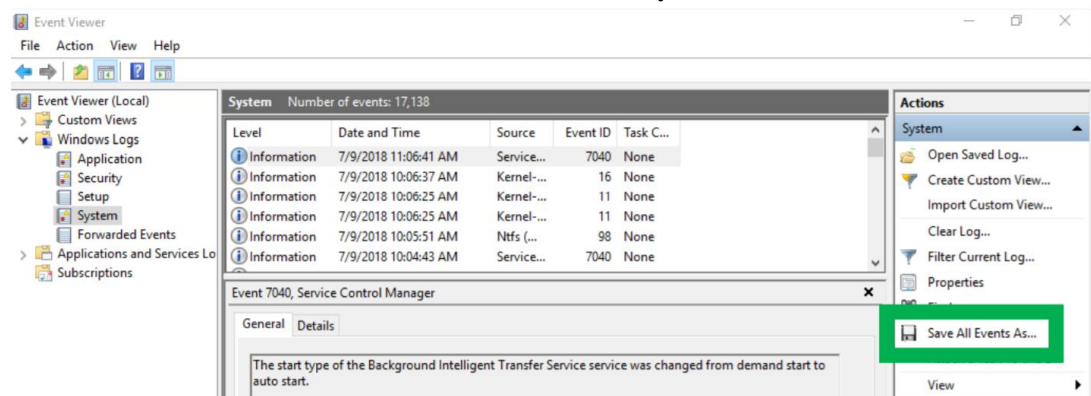 Event Viewer
File Action View Help
Event Viewer (Local)
Custom Views
Windows Logs
Application
Security
Setup
System
Forwarded Events
Applications and Services Lo
Subscriptions
System Number of events: 17,138
Level Date and Time Source Event ID Task C...
Information 7/9/2018 11:06:41 AM Service... 7040 None
Information 7/9/2018 10:06:37 AM Kernel-... 16 None
Information 7/9/2018 10:06:25 AM Kernel-... 11 None
Information 7/9/2018 10:06:25 AM Kernel-... 11 None
Information 7/9/2018 10:05:51 AM Ntfs (... 98 None
Information 7/9/2018 10:04:43 AM Service... 7040 None
Event 7040, Service Control Manager
General Details
The start type of the Background Intelligent Transfer Service service was changed from demand start to
auto start.
Actions
System
Open Saved Log...
Create Custom View...
Import Custom View...
Clear Log...
Filter Current Log...
Properties
Save All Events As...
View